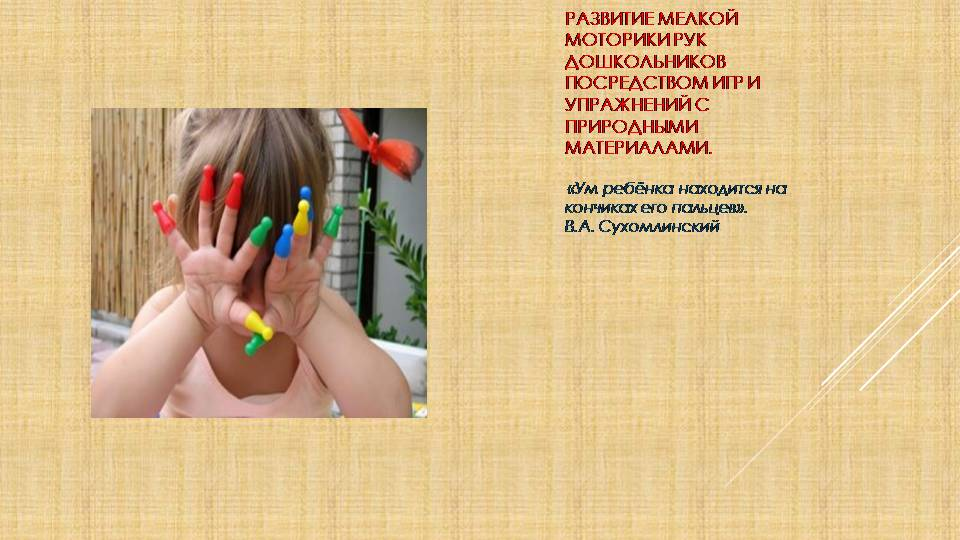 РАЗВИТИЕ МЕЛКОЙ
МОТОРИКИ РУК
ДОШКОЛЬНИКОВ
ПОСРЕДСТВОМ ИГР И
УПРАЖНЕНИЙ С
ПРИРОДНЫМИ
МАТЕРИАЛАМИ.
«Ум ребёнка находится на
кончиках его пальцев».
В.А. Сухомлинский